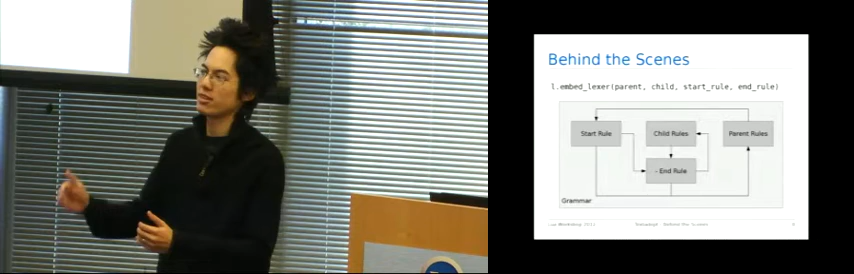 Behind the Scenes
l.embed_lexer(parent, child, start_rule, end_rule)
Start Rule
Child Rules
Parent Rules
- End Rule
Grammar